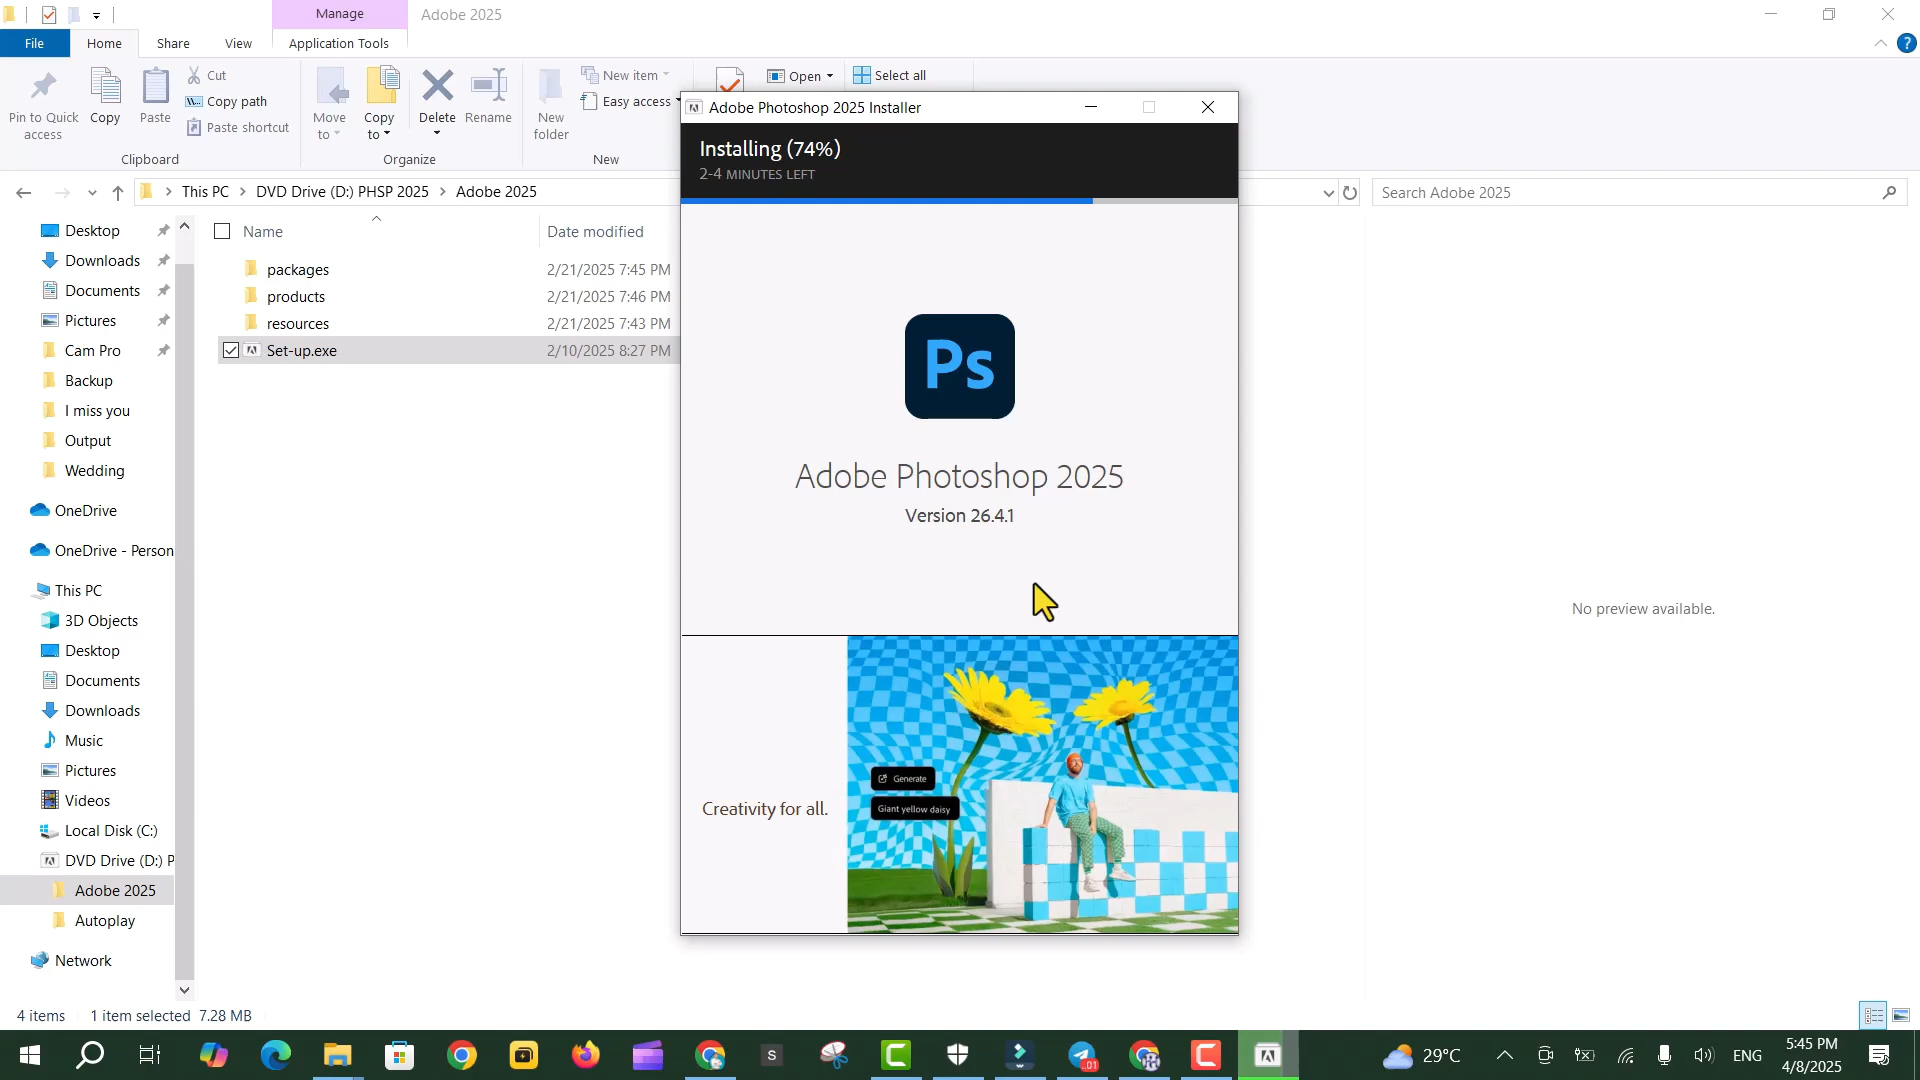 Manage
Adobe 2025
File
Home
Share
View
Application Tools
Pin to Quick access
Copy
Paste
Cut
Copy path
Paste shortcut
Clipboard
Move to
Copy to
Delete
Rename
Organize
New folder
New item
Easy access
New
Open
Select all
This PC
DVD Drive (D:) PHSP 2025
Adobe 2025
Search Adobe 2025
Desktop
Downloads
Documents
Pictures
Cam Pro
Backup
I miss you
Output
Wedding
OneDrive
OneDrive - Person
This PC
3D Objects
Desktop
Documents
Downloads
Music
Pictures
Videos
Local Disk (C:)
DVD Drive (D:) P
Adobe 2025
Autoplay
Network
Name
Date modified
packages
2/21/2025 7:45 PM
products
2/21/2025 7:46 PM
resources
2/21/2025 7:43 PM
Set-up.exe
2/10/2025 8:27 PM
Adobe Photoshop 2025 Installer
Installing (74%)
2-4 MINUTES LEFT
Ps
Adobe Photoshop 2025
Version 26.4.1
Creativity for all.
Generate
Giant yellow daisy
No preview available.
4 items
1 item selected 7.28 MB
S
..01
29°C
ENG
5:45 PM
4/8/2025